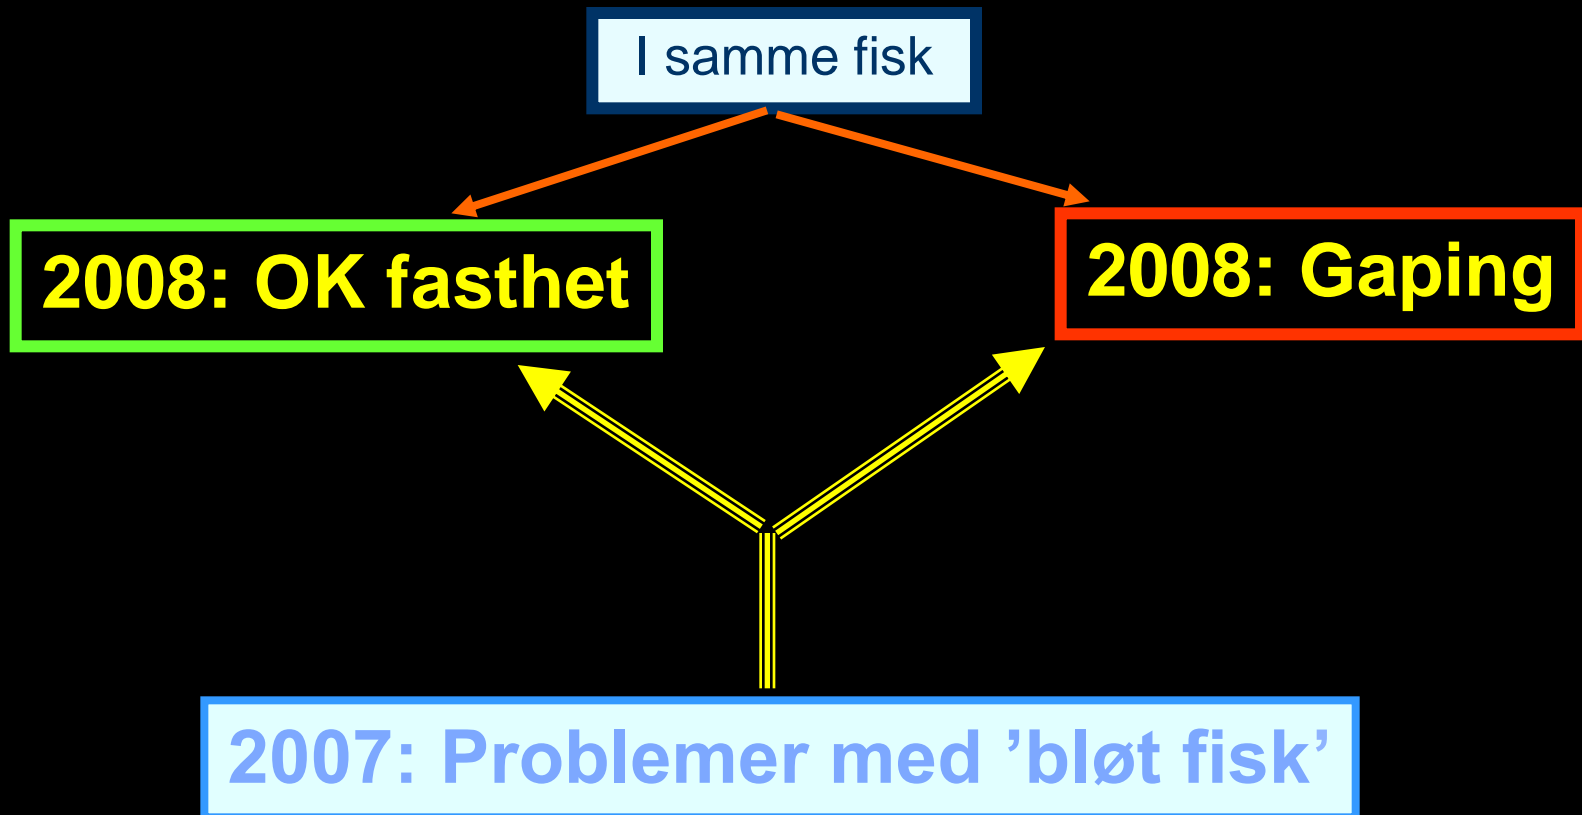 I samme fisk
2008: OK fasthet
2008: Gaping
2007: Problemer med ’bløt fisk’